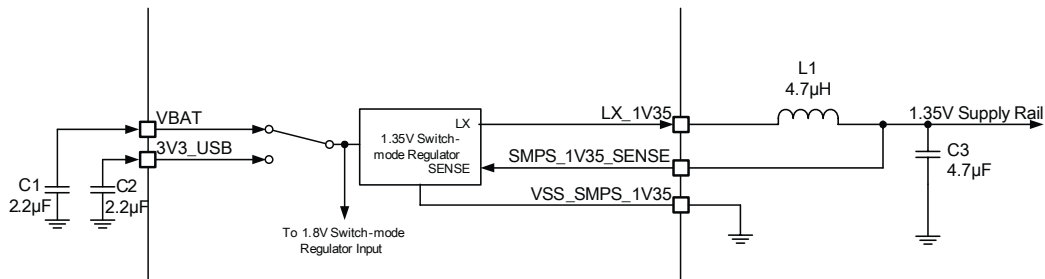 L1
4.7µH
VBAT
LX
LX_1V35
1.35V Supply Rail
1.35V Switch-
mode Regulator
3V3_USB
SENSE
SMPS_1V35_SENSE
C3
4.7µF
C1
2.2µF
C2
2.2µF
VSS_SMPS_1V35
To 1.8V Switch-mode
Regulator Input